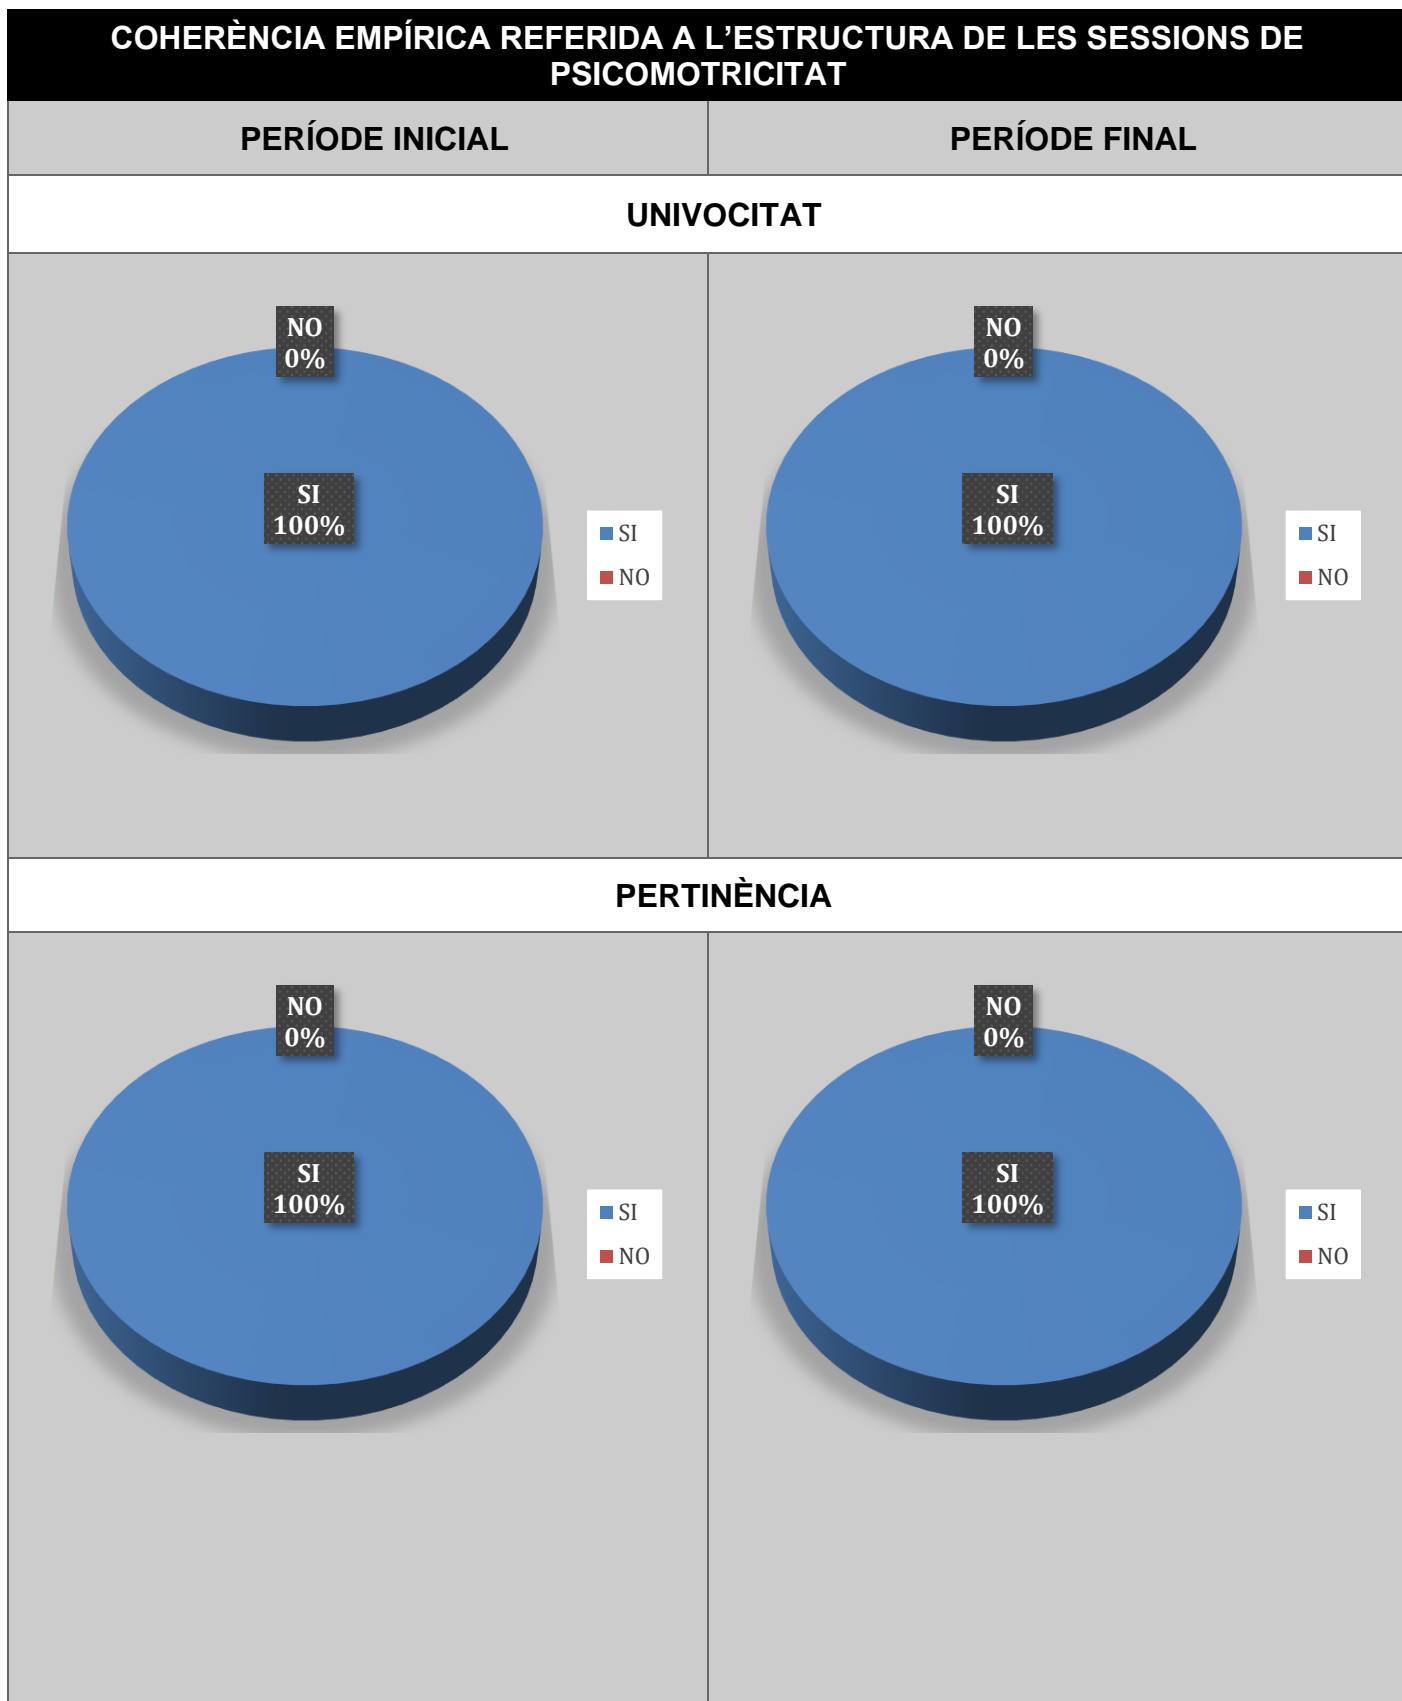 COHERÈNCIA EMPÍRICA REFERIDA A L’ESTRUCTURA DE LES SESSIONS DE
PSICOMOTRICITAT
PERÍODE INICIAL
PERÍODE FINAL
UNIVOCITAT
NO
0%
SI
100%
SI
NO
NO
0%
SI
100%
SI
NO
PERTINÈNCIA
NO
0%
SI
100%
SI
NO
NO
0%
SI
100%
SI
NO